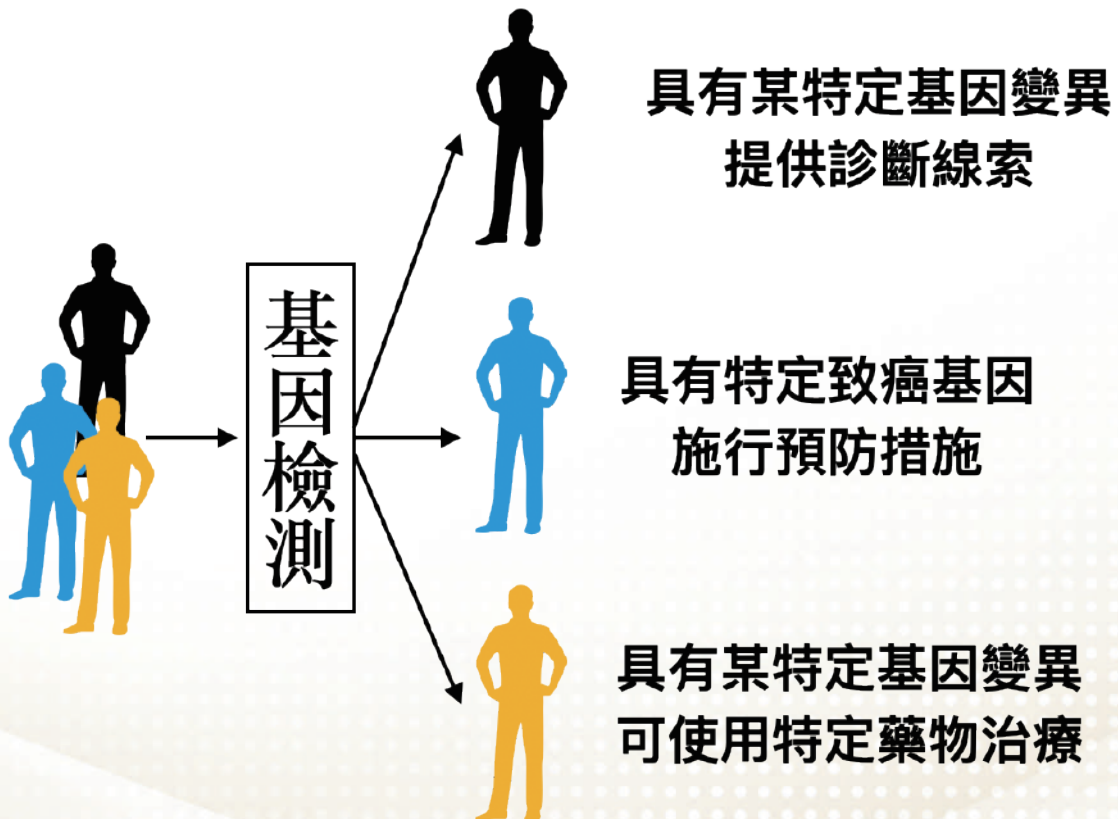 基因檢測
具有某特定基因變異
提供診斷線索
具有特定致癌基因
施行預防措施
具有某特定基因變異
可使用特定藥物治療